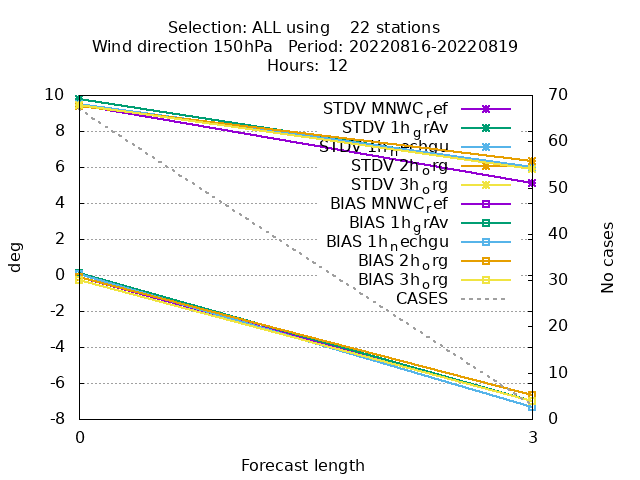 Selection: ALL using    22 stations
Wind direction 150hPa   Period: 20220816-20220819
Hours: 12
10
8
6
4
2
0
-2
-4
-6
-8
deg
70
60
50
40
30
20
10
0
No cases
STDV MNWC_ref
STDV 1h_grAv
STDV 1h_nechgu
STDV 2h_org
STDV 3h_org
BIAS MNWC_ref
BIAS 1h_grAv
BIAS 1h_nechgu
BIAS 2h_org
BIAS 3h_org
CASES
0
3
Forecast length